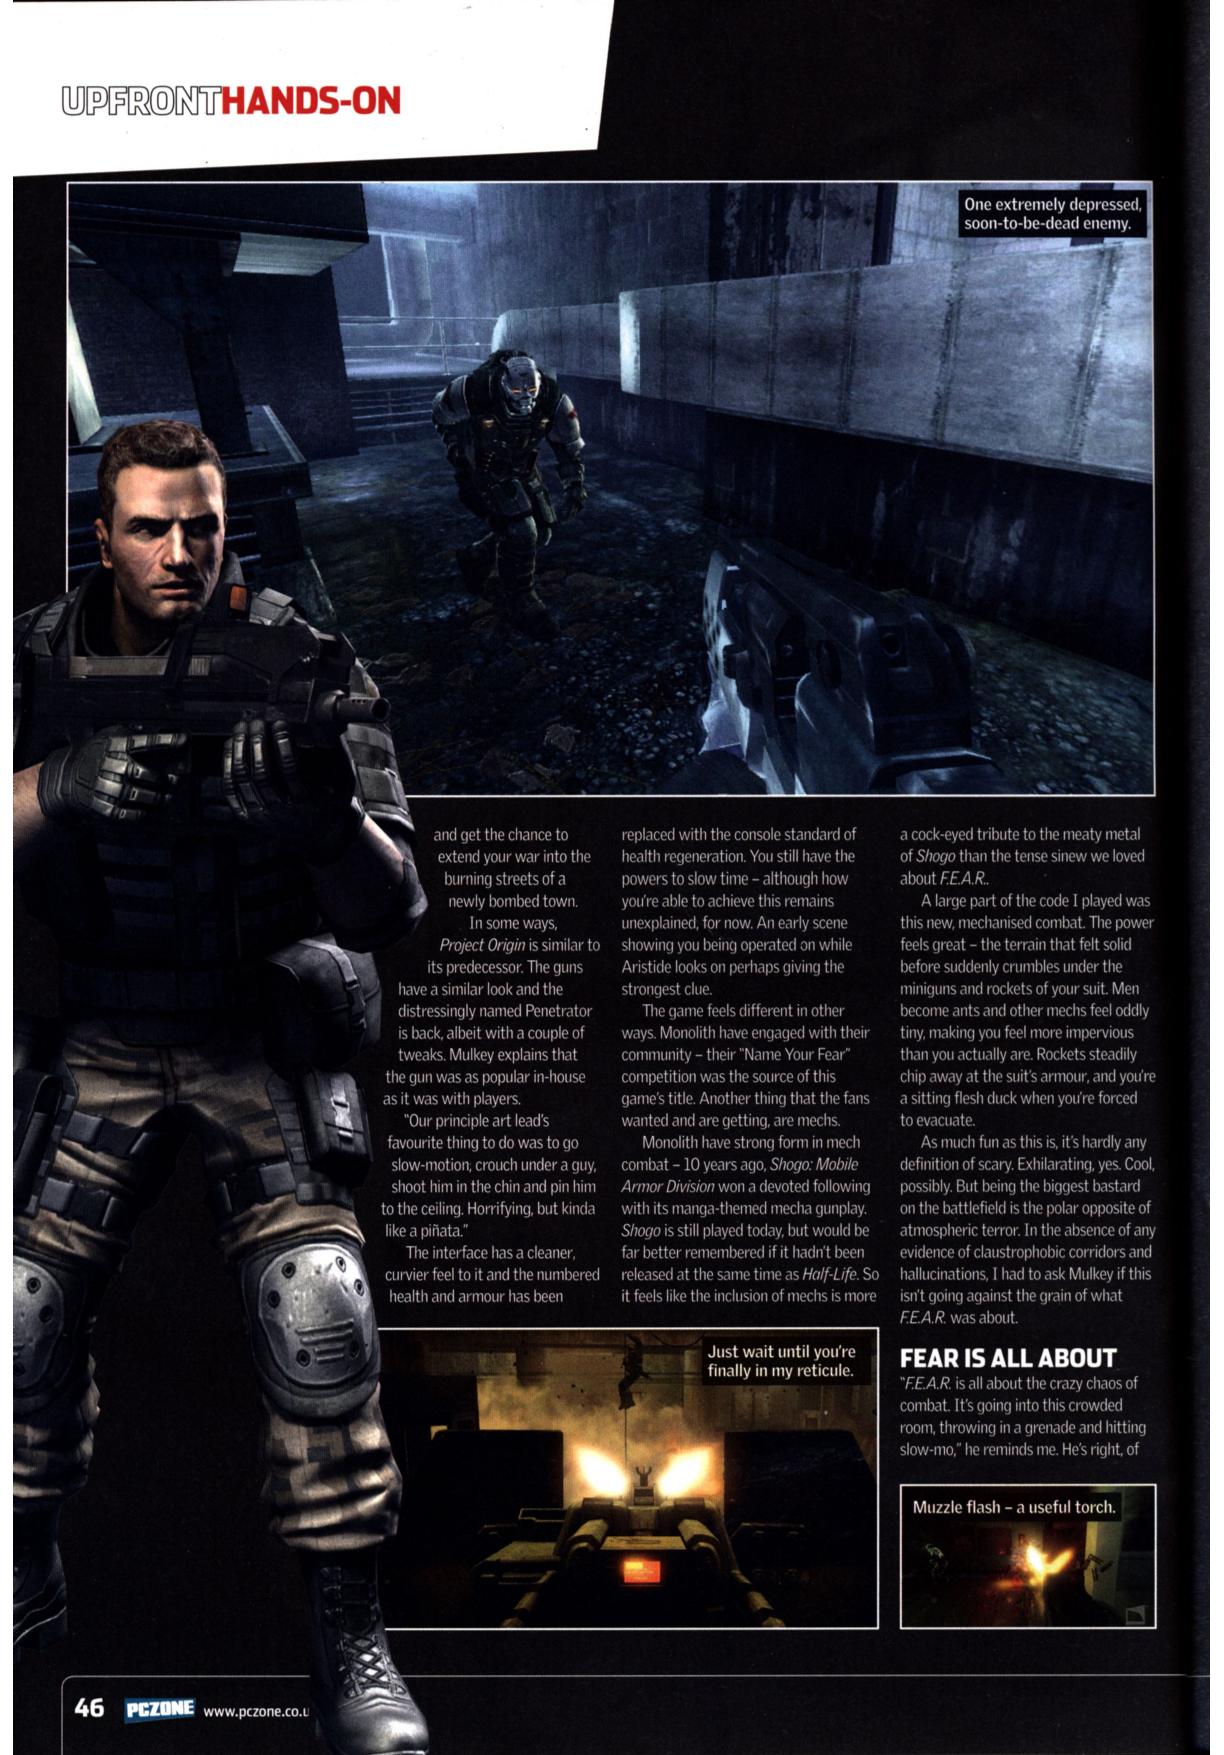 UPFRONTHANDS-ON
One extremely depressed,
soon-to-be-dead enemy.
and get the chance to
extend your war into the
burning streets of a
newly bombed town.
In some ways,
Project Origin is similar to
its predecessor. The guns
have a similar look and the
distressingly named Penetrator
is back, albeit with a couple of
tweaks. Mulkey explains that
the gun was as popular in-house
as it was with players.
"Our principle art lead's
favourite thing to do was to go
slow-motion; crouch under a guy,
shoot him in the chin and pin him
to the ceiling. Horrifying, but kinda
like a piñata."
The interface has a cleaner,
curvier feel to it and the numbered
health and armour has been
replaced with the console standard of
health regeneration. You still have the
powers to slow time – although how
you're able to achieve this remains
unexplained, for now. An early scene
showing you being operated on while
Aristide looks on perhaps giving the
strongest clue.
The game feels different in other
ways. Monolith have engaged with their
community – their "Name Your Fear"
competition was the source of this
game's title. Another thing that the fans
wanted and are getting, are mechs.
Monolith have strong form in mech
combat – 10 years ago, Shogo: Mobile
Armor Division won a devoted following
with its manga-themed mecha gunplay.
Shogo is still played today, but would be
far better remembered if it hadn't been
released at the same time as Half-Life. So
it feels like the inclusion of mechs is more
a cock-eyed tribute to the meaty metal
of Shogo than the tense sinew we loved
about F.E.A.R..
A large part of the code I played was
this new, mechanised combat. The power
feels great – the terrain that felt solid
before suddenly crumbles under the
miniguns and rockets of your suit. Men
become ants and other mechs feel oddly
tiny, making you feel more impervious
than you actually are. Rockets steadily
chip away at the suit's armour, and you're
a sitting flesh duck when you're forced
to evacuate.
As much fun as this is, it's hardly any
definition of scary. Exhilarating, yes. Cool,
possibly. But being the biggest bastard
on the battlefield is the polar opposite of
atmospheric terror. In the absence of any
evidence of claustrophobic corridors and
hallucinations, I had to ask Mulkey if this
isn't going against the grain of what
F.E.A.R. was about.
FEAR IS ALL ABOUT
"F.E.A.R. is all about the crazy chaos of
combat. It's going into this crowded
room, throwing in a grenade and hitting
slow-mo," he reminds me. He's right, of
Just wait until you're
finally in my reticule.
Muzzle flash – a useful torch.
46 PCZONE www.pczone.co.u